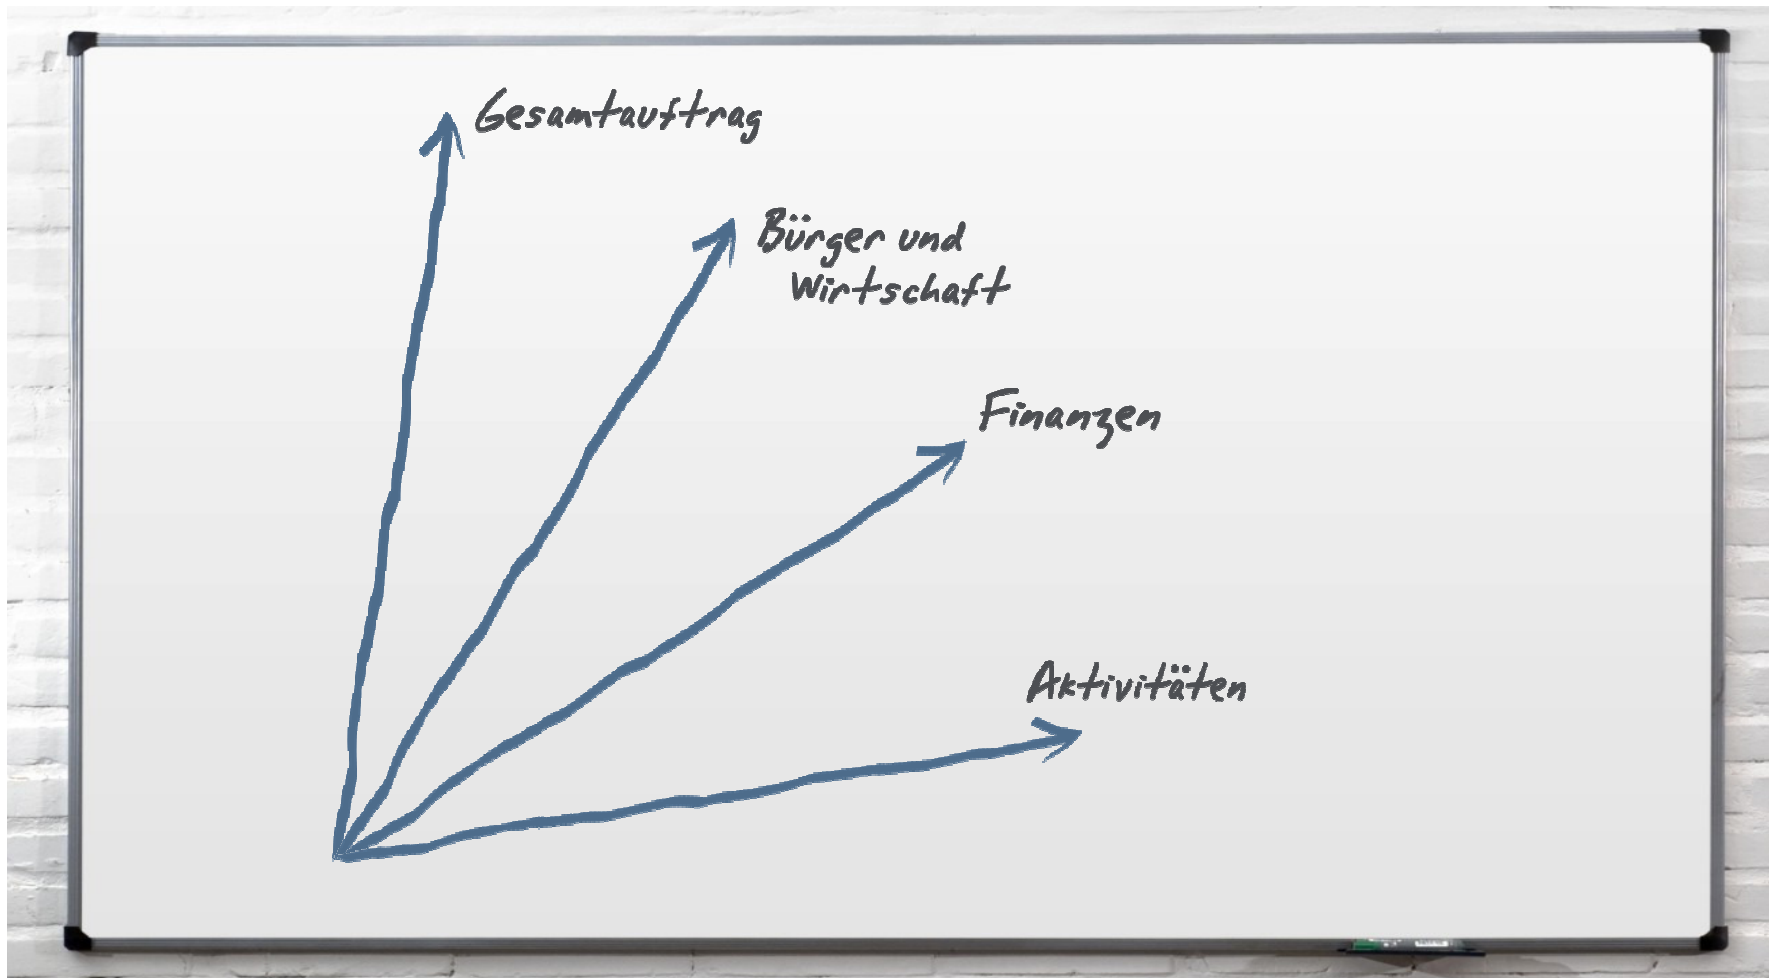 Gesamtauftrag
Bürger und
Wirtschaft
Finanzen
Aktivitäten